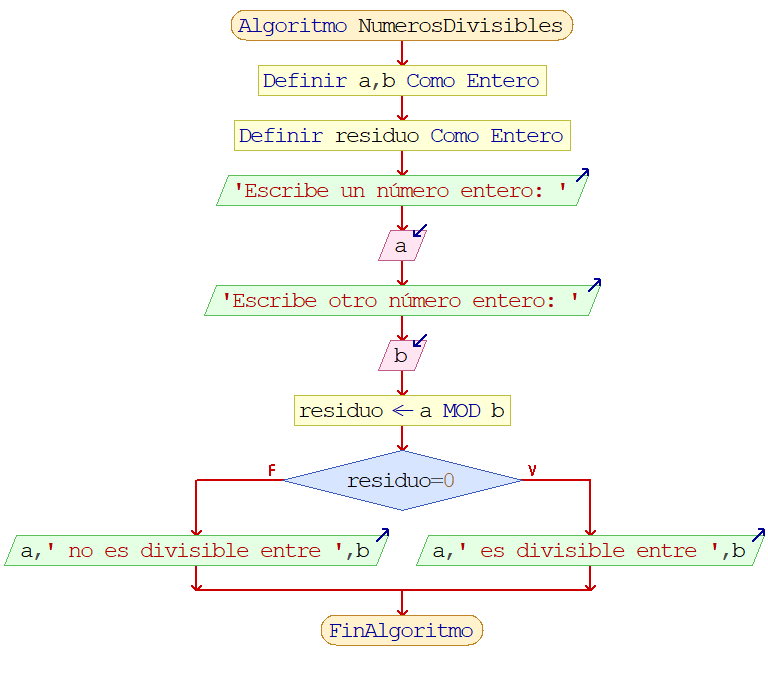 Algoritmo NumerosDivisibles
Definir a,b Como Entero
Definir residuo Como Entero
'Escribe un número entero: '
a
'Escribe otro número entero: '
b
residuo ← a MOD b
residuo=0
F
V
a,' no es divisible entre ',b
a,' es divisible entre ',b
FinAlgoritmo